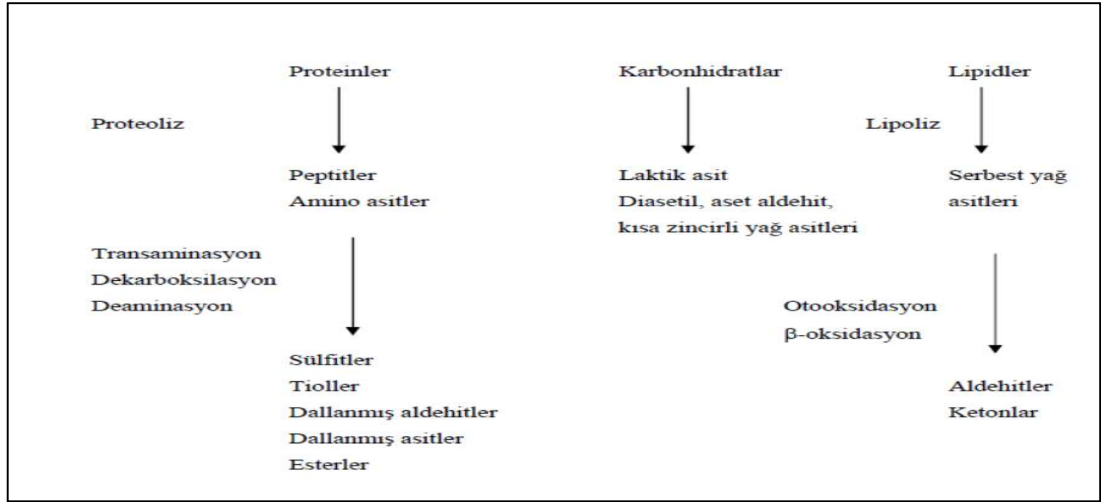 Proteinler
Karbonhidratlar
Lipidler
Proteoliz
Lipoliz
Peptitler
Amino asitler
Laktik asit
Diasetil, aset aldehit,
kısa zincirli yağ asitleri
Serbest yağ
asitleri
Transaminasyon
Dekarboksilasyon
Deaminasyon
Otooksidasyon
β-oksidasyon
Sülfitler
Tioller
Dallanmış aldehitler
Dallanmış asitler
Esterler
Aldehitler
Ketonlar